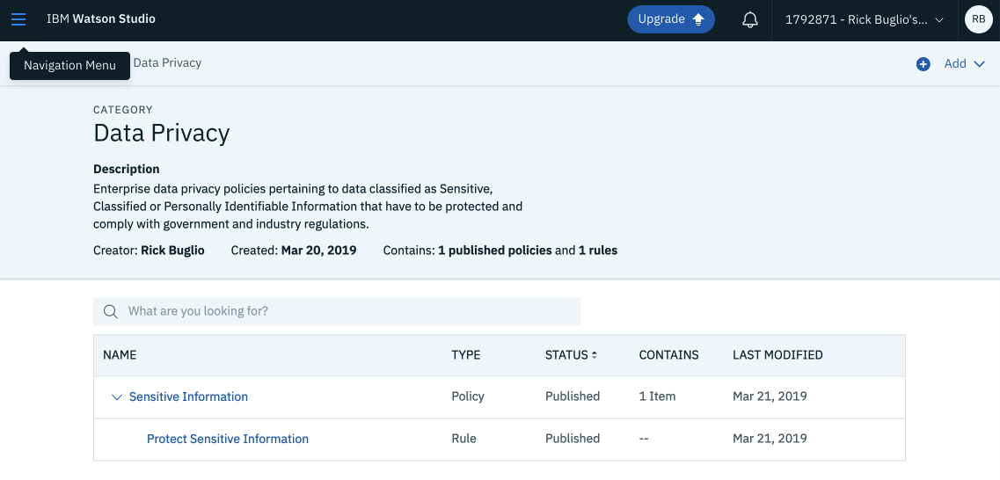 IBM Watson Studio
Upgrade
1792871 - Rick Buglio's...
RB
Navigation Menu
Data Privacy
Add
CATEGORY
Data Privacy
Description
Enterprise data privacy policies pertaining to data classified as Sensitive,
Classified or Personally Identifiable Information that have to be protected and
comply with government and industry regulations.
Creator: Rick Buglio Created: Mar 20, 2019 Contains: 1 published policies and 1 rules
What are you looking for?
NAME TYPE STATUS CONTAINS LAST MODIFIED
Sensitive Information Policy Published 1 Item Mar 21, 2019
Protect Sensitive Information Rule Published -- Mar 21, 2019